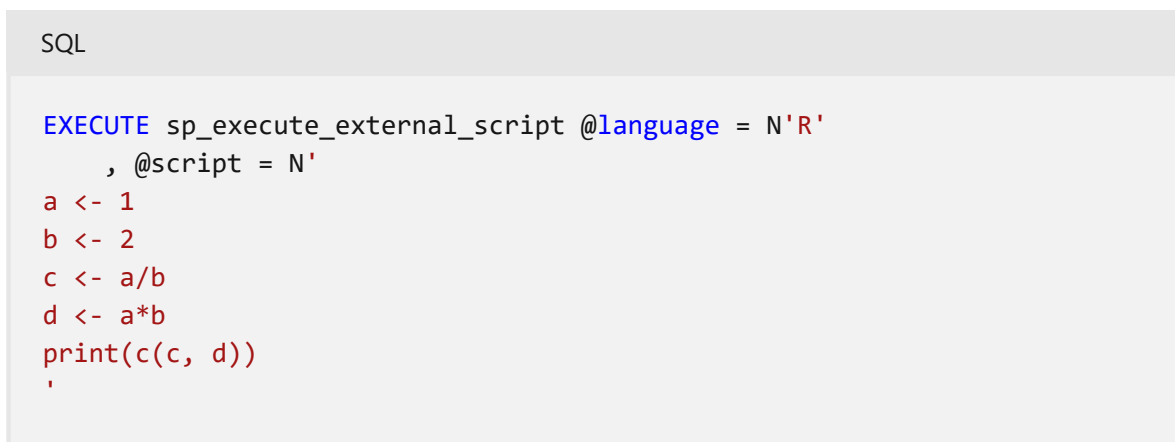 SQL
EXECUTE sp_execute_external_script @language = N'R'
    , @script = N'
a <- 1
b <- 2
c <- a/b
d <- a*b
print(c(c, d))
'